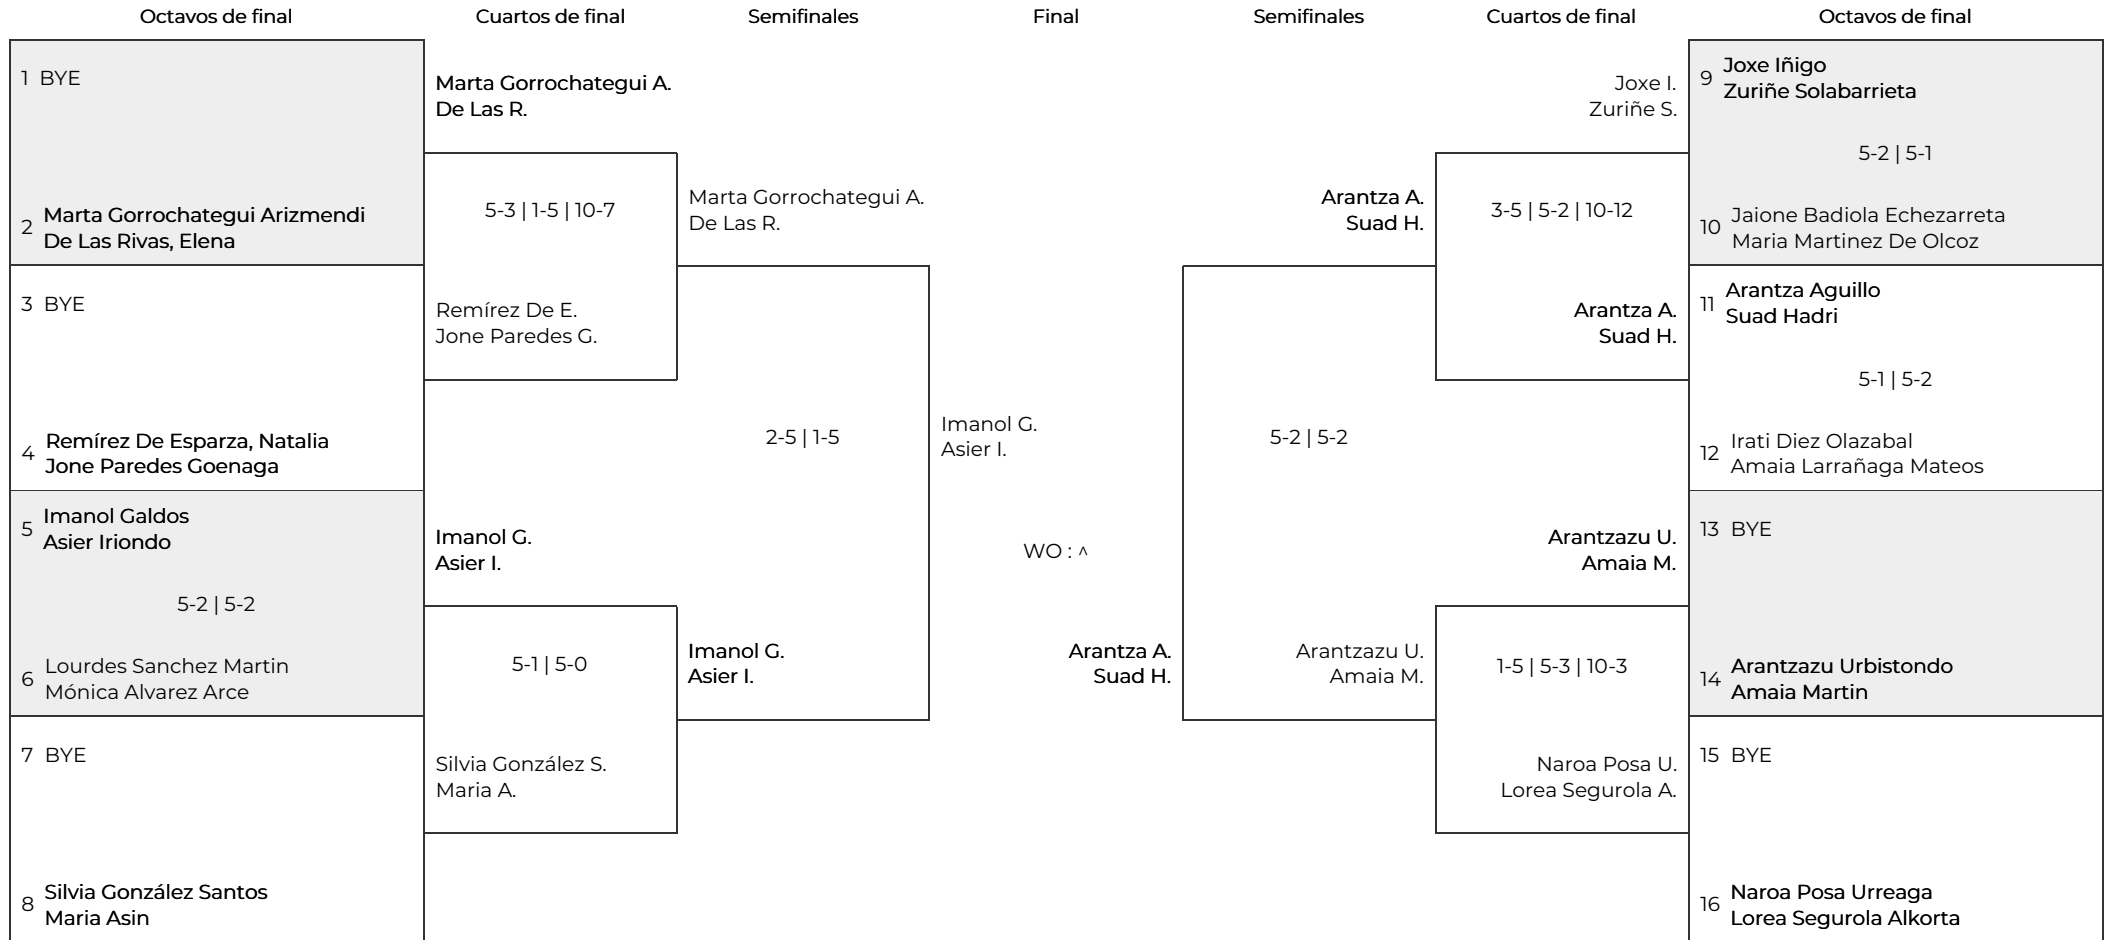 Octavos de final
Cuartos de final
Semifinales
Final
Semifinales
Cuartos de final
Octavos de final
1 BYE
2 Marta Gorrochategui Arizmendi
De Las Rivas, Elena
3 BYE
4 Remírez De Esparza, Natalia
Jone Paredes Goenaga
5 Imanol Galdos
Asier Iriondo
5-2 | 5-2
6 Lourdes Sanchez Martin
Mónica Alvarez Arce
7 BYE
8 Silvia González Santos
Maria Asin
Marta Gorrochategui A.
De Las R.
5-3 | 1-5 | 10-7
Remírez De E.
Jone Paredes G.
Imanol G.
Asier I.
5-1 | 5-0
Silvia González S.
Maria A.
Marta Gorrochategui A.
De Las R.
2-5 | 1-5
Imanol G.
Asier I.
Imanol G.
Asier I.
WO : ^
Arantza A.
Suad H.
Arantza A.
Suad H.
5-2 | 5-2
Arantzazu U.
Amaia M.
Joxe I.
Zuriñe S.
3-5 | 5-2 | 10-12
Arantza A.
Suad H.
Arantzazu U.
Amaia M.
1-5 | 5-3 | 10-3
Naroa Posa U.
Lorea Segurola A.
9 Joxe Iñigo
Zuriñe Solabarrieta
5-2 | 5-1
10 Jaione Badiola Echezarreta
Maria Martinez De Olcoz
11 Arantza Aguillo
Suad Hadri
5-1 | 5-2
12 Irati Diez Olazabal
Amaia Larrañaga Mateos
13 BYE
14 Arantzazu Urbistondo
Amaia Martin
15 BYE
16 Naroa Posa Urreaga
Lorea Segurola Alkorta